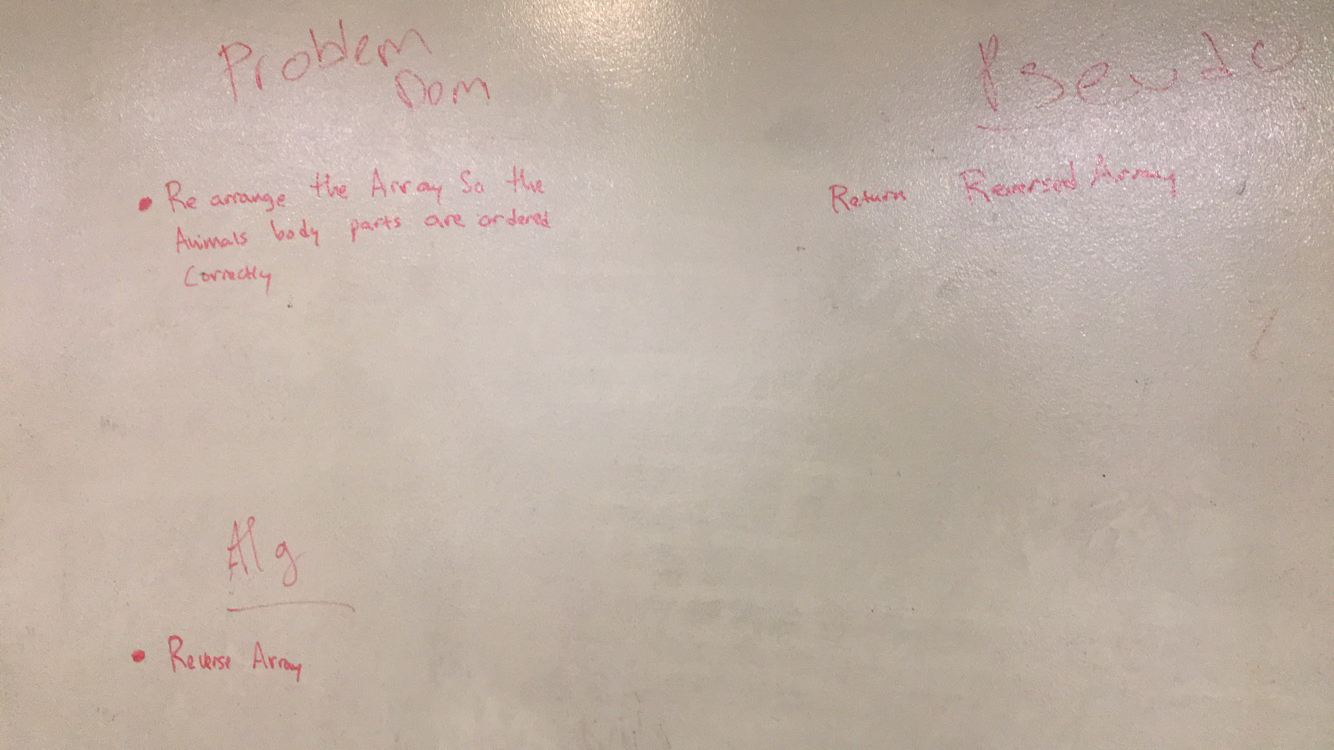 Problem
Dom
• Re arrange the Array So the
Animals body parts are ordered
Correctly
Alg
• Reverse Array
Pseudo
Return Reversed Array